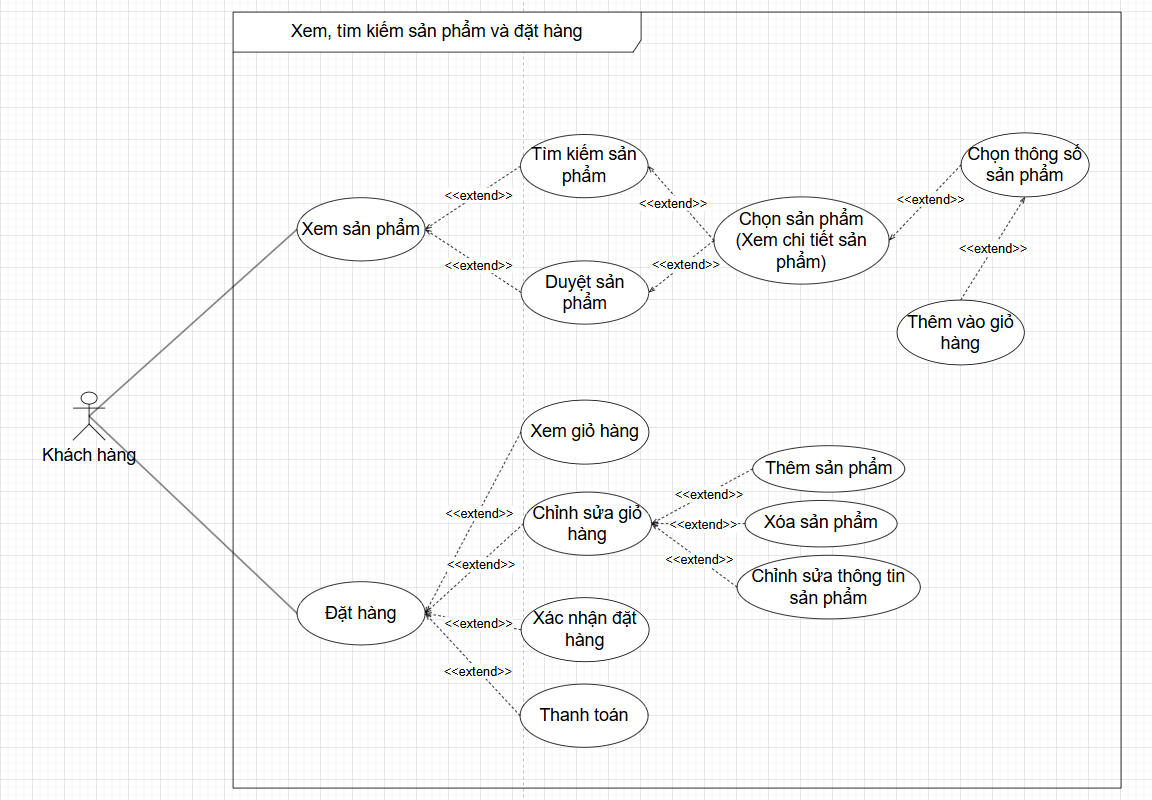 Xem, tìm kiếm sản phẩm và đặt hàng
Tìm kiếm sản
phẩm
Chọn thông số
sản phẩm
<<extend>>
<<extend>>
<<extend>>
Xem sản phẩm
Chọn sản phẩm
(Xem chi tiết sản
phẩm)
<<extend>>
<<extend>>
<<extend>>
Duyệt sản
phẩm
Thêm vào giỏ
hàng
Khách hàng
Xem giỏ hàng
Thêm sản phẩm
<<extend>>
<<extend>>
Chỉnh sửa giỏ
hàng
<<extend>>
Xóa sản phẩm
<<extend>>
<<extend>>
Chỉnh sửa thông tin
sản phẩm
Đặt hàng
<<extend>>
Xác nhận đặt
hàng
<<extend>>
Thanh toán